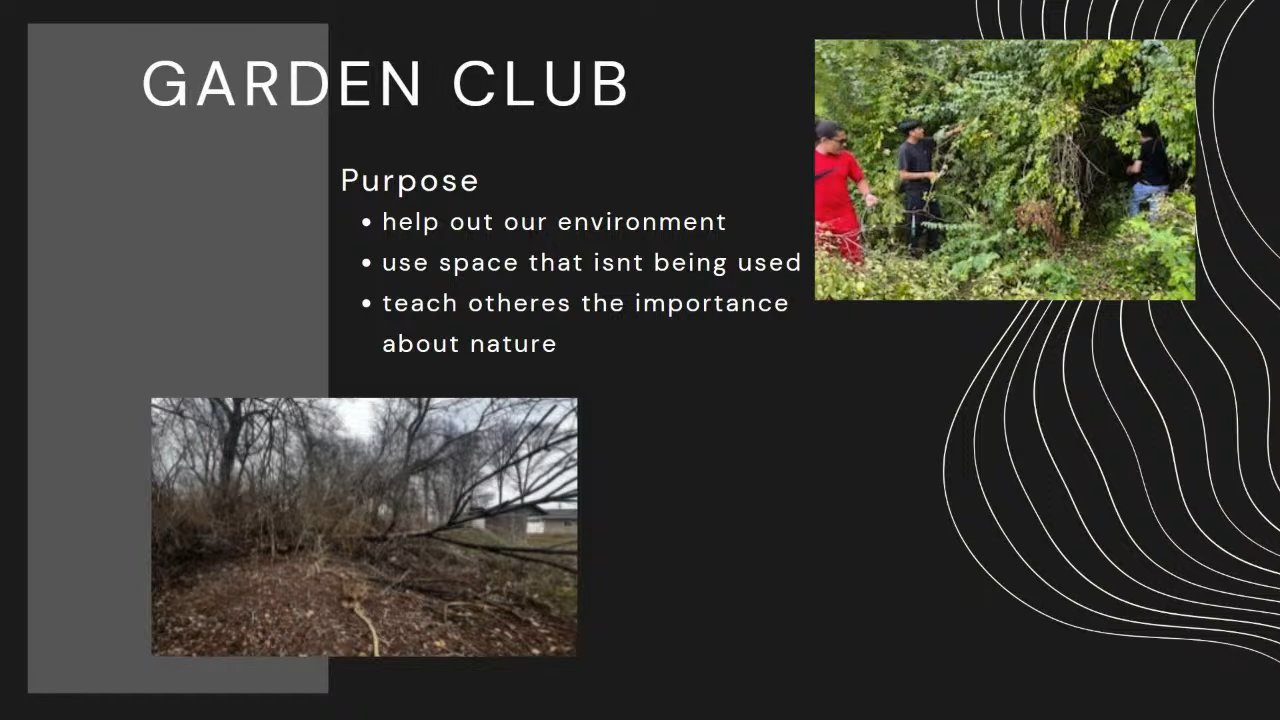 GARDEN CLUB
Purpose
• help out our environment
• use space that isnt being used
• teach otheres the importance
about nature